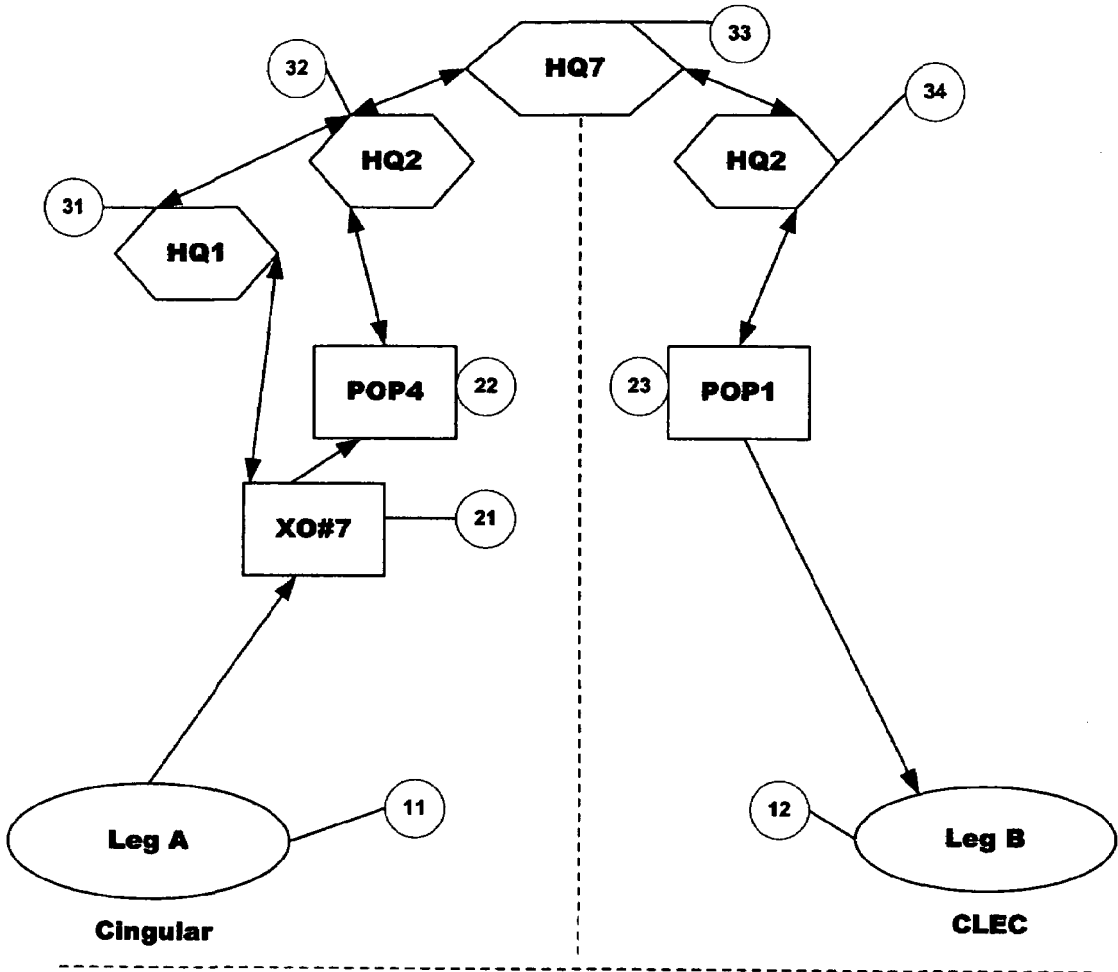 33
HQ7
32
34
HQ2
HQ2
31
HQ1
POP4
22
23
POP1
XO#7
21
11
12
Leg A
Leg B
Cingular
CLEC